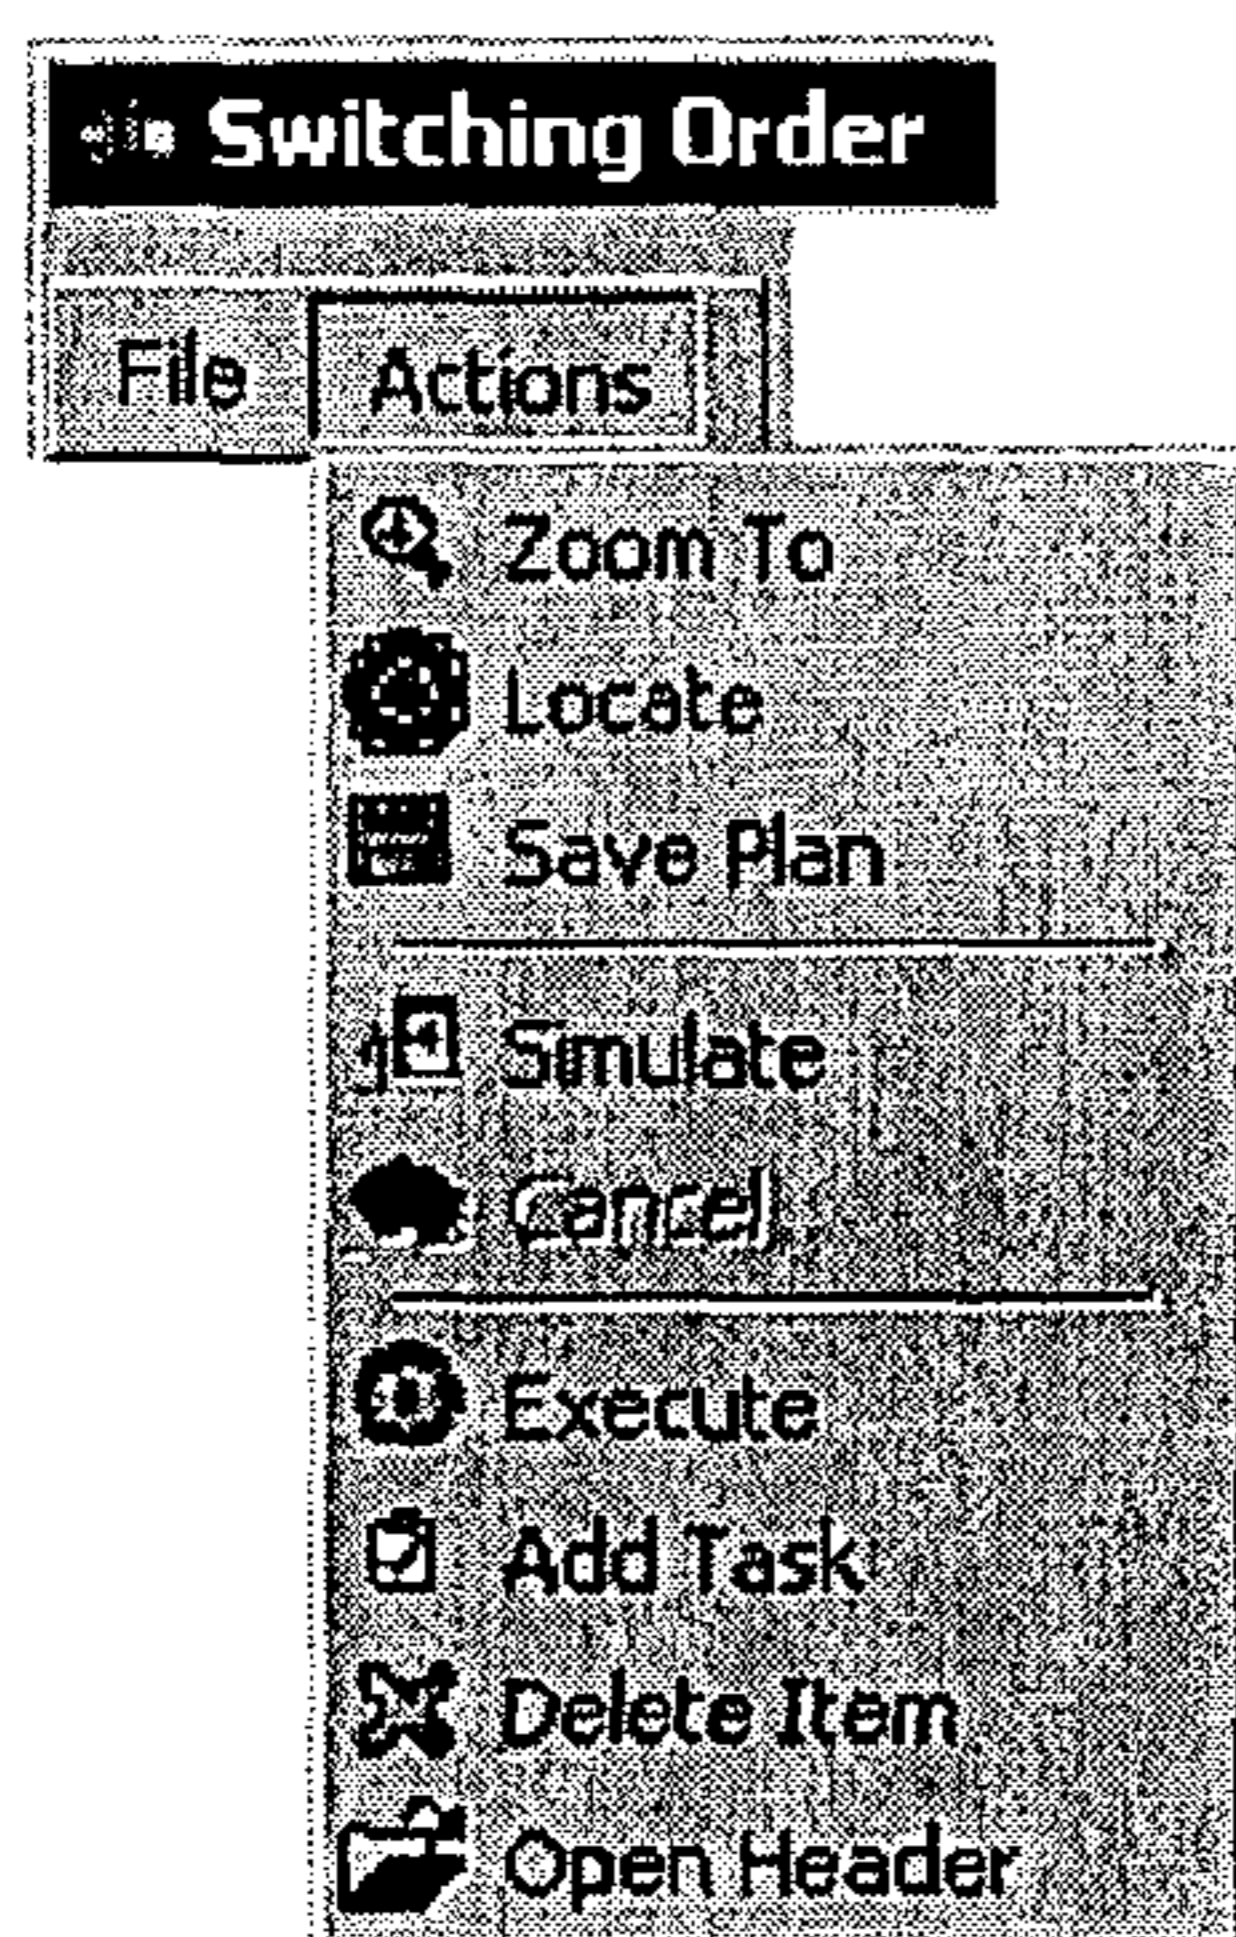 Switching Order
File Actions
Zoom To
Locate
Save Plan
Simulate
Cancel
Execute
Add Task
Delete Item
Open Header